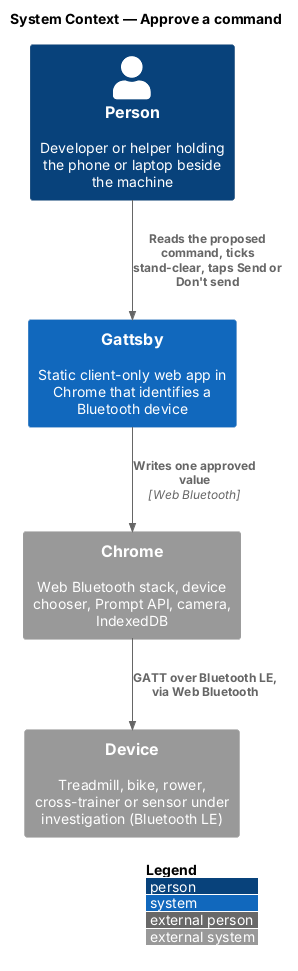 System Context — Approve a command
Person
Developer or helper holding
the phone or laptop beside
the machine
Reads the proposed
command, ticks
stand-clear, taps Send or
Don't send
Gattsby
Static client-only web app in
Chrome that identifies a
Bluetooth device
Writes one approved
value
[Web Bluetooth]
Chrome
Web Bluetooth stack, device
chooser, Prompt API, camera,
IndexedDB
GATT over Bluetooth LE,
via Web Bluetooth
Device
Treadmill, bike, rower,
cross-trainer or sensor under
investigation (Bluetooth LE)
Legend
person
system
external person
external system